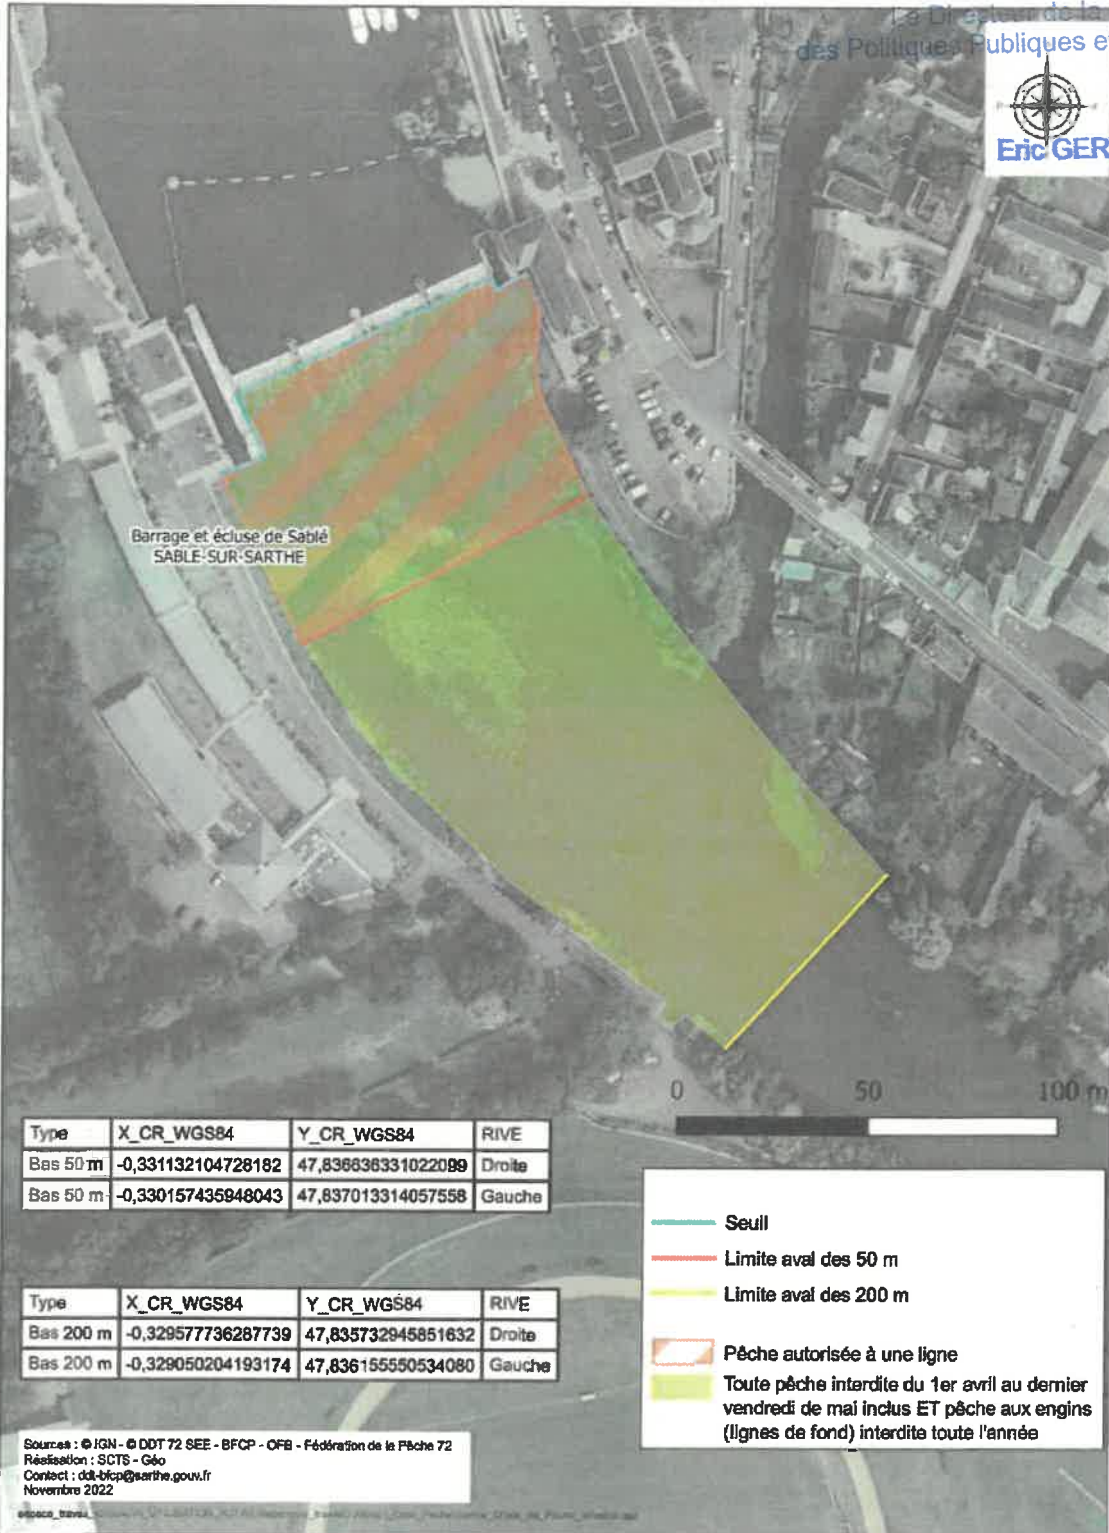 Le Directeur de la
des Politiques Publiques e
Eric GER
Barrage et écluse de Sablé
SABLE-SUR-SARTHE
0 50 100 m
Type X_CR_WGS84 Y_CR_WGS84 RIVE
Bas 50 m -0,331132104728182 47,836636331022099 Droite
Bas 50 m -0,330157435948043 47,837013314057558 Gauche
Seuil
Limite aval des 50 m
Limite aval des 200 m
Type X_CR_WGS84 Y_CR_WGS84 RIVE
Bas 200 m -0,329577736287739 47,835732945851632 Droite
Bas 200 m -0,329050204193174 47,836155550534080 Gauche
Pêche autorisée à une ligne
Toute pêche interdite du 1er avril au dernier
vendredi de mai inclus ET pêche aux engins
(lignes de fond) interdite toute l'année
Sources : © IGN - © DDT 72 SEE - BFCP - OFB - Fédération de la Pêche 72
Réalisation : SCTS - Géo
Contact : ddt-bfcp@sarthe.gouv.fr
Novembre 2022